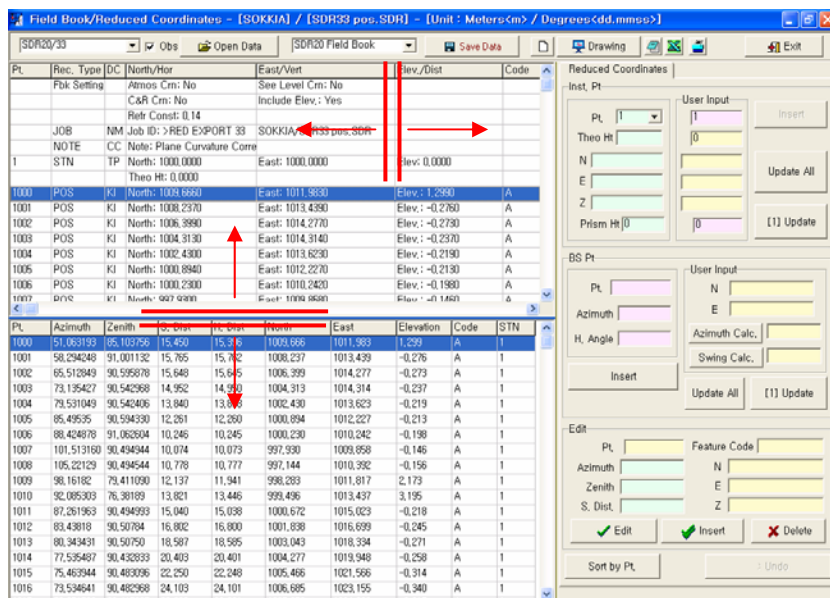 Field Book/Reduced Coordinates - [SOKKIA] / [SDR33 pos.SDR] - [Unit : Meters<m> / Degrees<dd.mmss>]
SDR20/33 Obs Open Data SDR20 Field Book Save Data Drawing Exit
Pt. Rec. Type DC North/Hor East/Vert Elev./Dist Code
Fbk Setting Atmos Crn: No See Level Crn: No
C&R Crn: No Include Elev.: Yes
Refr Const: 0.14
JOB NM Job ID: >RED EXPORT 33 SOKKIA/SDR33 pos.SDR
NOTE CC Note: Plane Curvature Corre
1 STN TP North: 1000.0000 East: 1000.0000 Elev: 0.0000
Theo Ht: 0.0000
1000 POS KI North: 1009.6660 East: 1011.9830 Elev.: 1.2990 A
1001 POS KI North: 1008.2370 East: 1013.4390 Elev.: -0.2760 A
1002 POS KI North: 1006.3990 East: 1014.2770 Elev.: -0.2730 A
1003 POS KI North: 1004.3130 East: 1014.3140 Elev.: -0.2370 A
1004 POS KI North: 1002.4300 East: 1013.6230 Elev.: -0.2190 A
1005 POS KI North: 1000.8940 East: 1012.2270 Elev.: -0.2130 A
1006 POS KI North: 1000.2300 East: 1010.2420 Elev.: -0.1980 A
1007 POS KI North: 997.9300 East: 1009.8580 Elev.: -0.1460 A
Pt. Azimuth Zenith S. Dist H. Dist North East Elevation Code STN
1000 51.063193 85.103756 15.450 1009.666 1011.983 1.299 A 1
1001 58.294248 91.001132 15.765 15.762 1008.237 1013.439 -0.276 A 1
1002 65.512849 90.595878 15.648 15.645 1006.399 1014.277 -0.273 A 1
1003 73.135427 90.542968 14.952 14.950 1004.313 1014.314 -0.237 A 1
1004 79.531049 90.542406 13.840 1002.430 1013.623 -0.219 A 1
1005 85.49535 90.594330 12.261 12.260 1000.894 1012.227 -0.213 A 1
1006 88.424878 91.062604 10.246 10.245 1000.230 1010.242 -0.198 A 1
1007 101.513160 90.494944 10.074 10.073 997.930 1009.858 -0.146 A 1
1008 105.22129 90.494544 10.778 10.777 997.144 1010.392 -0.156 A 1
1009 98.16182 79.411090 12.137 11.941 998.283 1011.817 2.173 A 1
1010 92.085303 76.38189 13.821 13.446 999.496 1013.437 3.195 A 1
1011 87.261963 90.494993 15.040 15.038 1000.672 1015.023 -0.218 A 1
1012 83.43818 90.50784 16.802 16.800 1001.838 1016.699 -0.245 A 1
1013 80.343431 90.50750 18.587 18.585 1003.043 1018.334 -0.271 A 1
1014 77.535487 90.432833 20.403 20.401 1004.277 1019.948 -0.258 A 1
1015 75.463944 90.483096 22.250 22.248 1005.466 1021.566 -0.314 A 1
1016 73.534641 90.482968 24.103 24.101 1006.685 1023.155 -0.340 A 1
Reduced Coordinates
Inst. Pt
User Input
Pt. 1 1 Insert
Theo Ht 0
N
E
Z
Update All
Prism Ht 0 0 [1] Update
BS Pt
User Input
Pt. N
Azimuth E
H. Angle Azimuth Calc.
Swing Calc.
Insert Update All [1] Update
Edit
Pt. Feature Code
Azimuth N
Zenith E
S. Dist. Z
Edit Insert Delete
Sort by Pt. : Undo